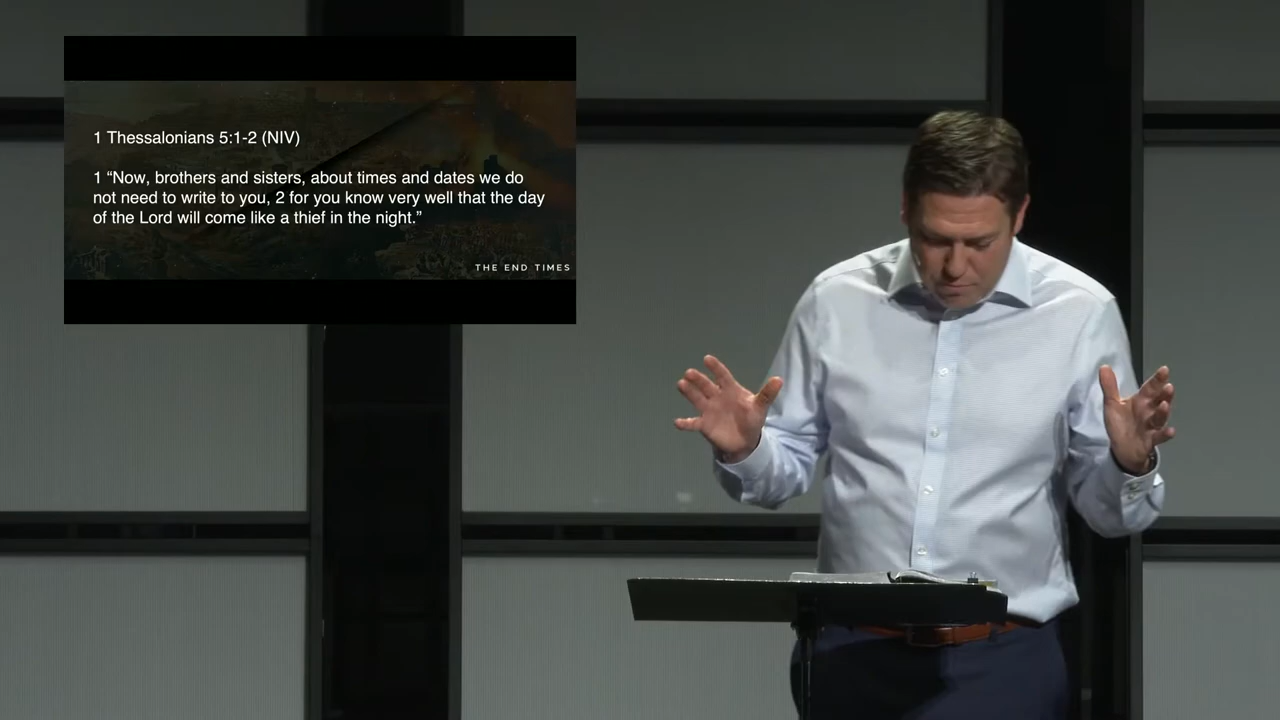 1 Thessalonians 5:1-2 (NIV)
1 “Now, brothers and sisters, about times and dates we do
not need to write to you, 2 for you know very well that the day
of the Lord will come like a thief in the night.”
THE END TIMES